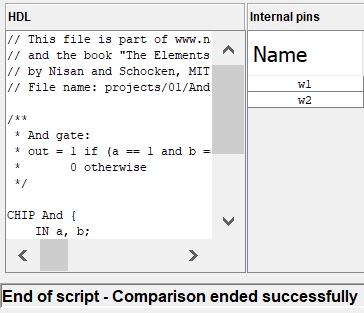 HDL
// This file is part of www.n
// and the book "The Elements
// by Nisan and Schocken, MIT
// File name: projects/01/And
/**
* And gate:
* out = 1 if (a == 1 and b =
* 0 otherwise
*/
CHIP And {
IN a, b;
Internal pins
Name
w1
w2
End of script - Comparison ended successfully